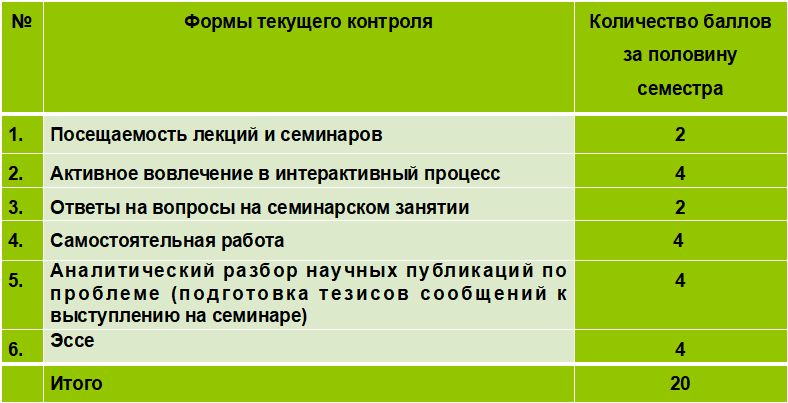 № Формы текущего контроля Количество баллов
за половину
семестра
1. Посещаемость лекций и семинаров 2
2. Активное вовлечение в интерактивный процесс 4
3. Ответы на вопросы на семинарском занятии 2
4. Самостоятельная работа 4
5. Аналитический разбор научных публикаций по 4
проблеме (подготовка тезисов сообщений к
выступлению на семинаре)
6. Эссе 4
Итого 20